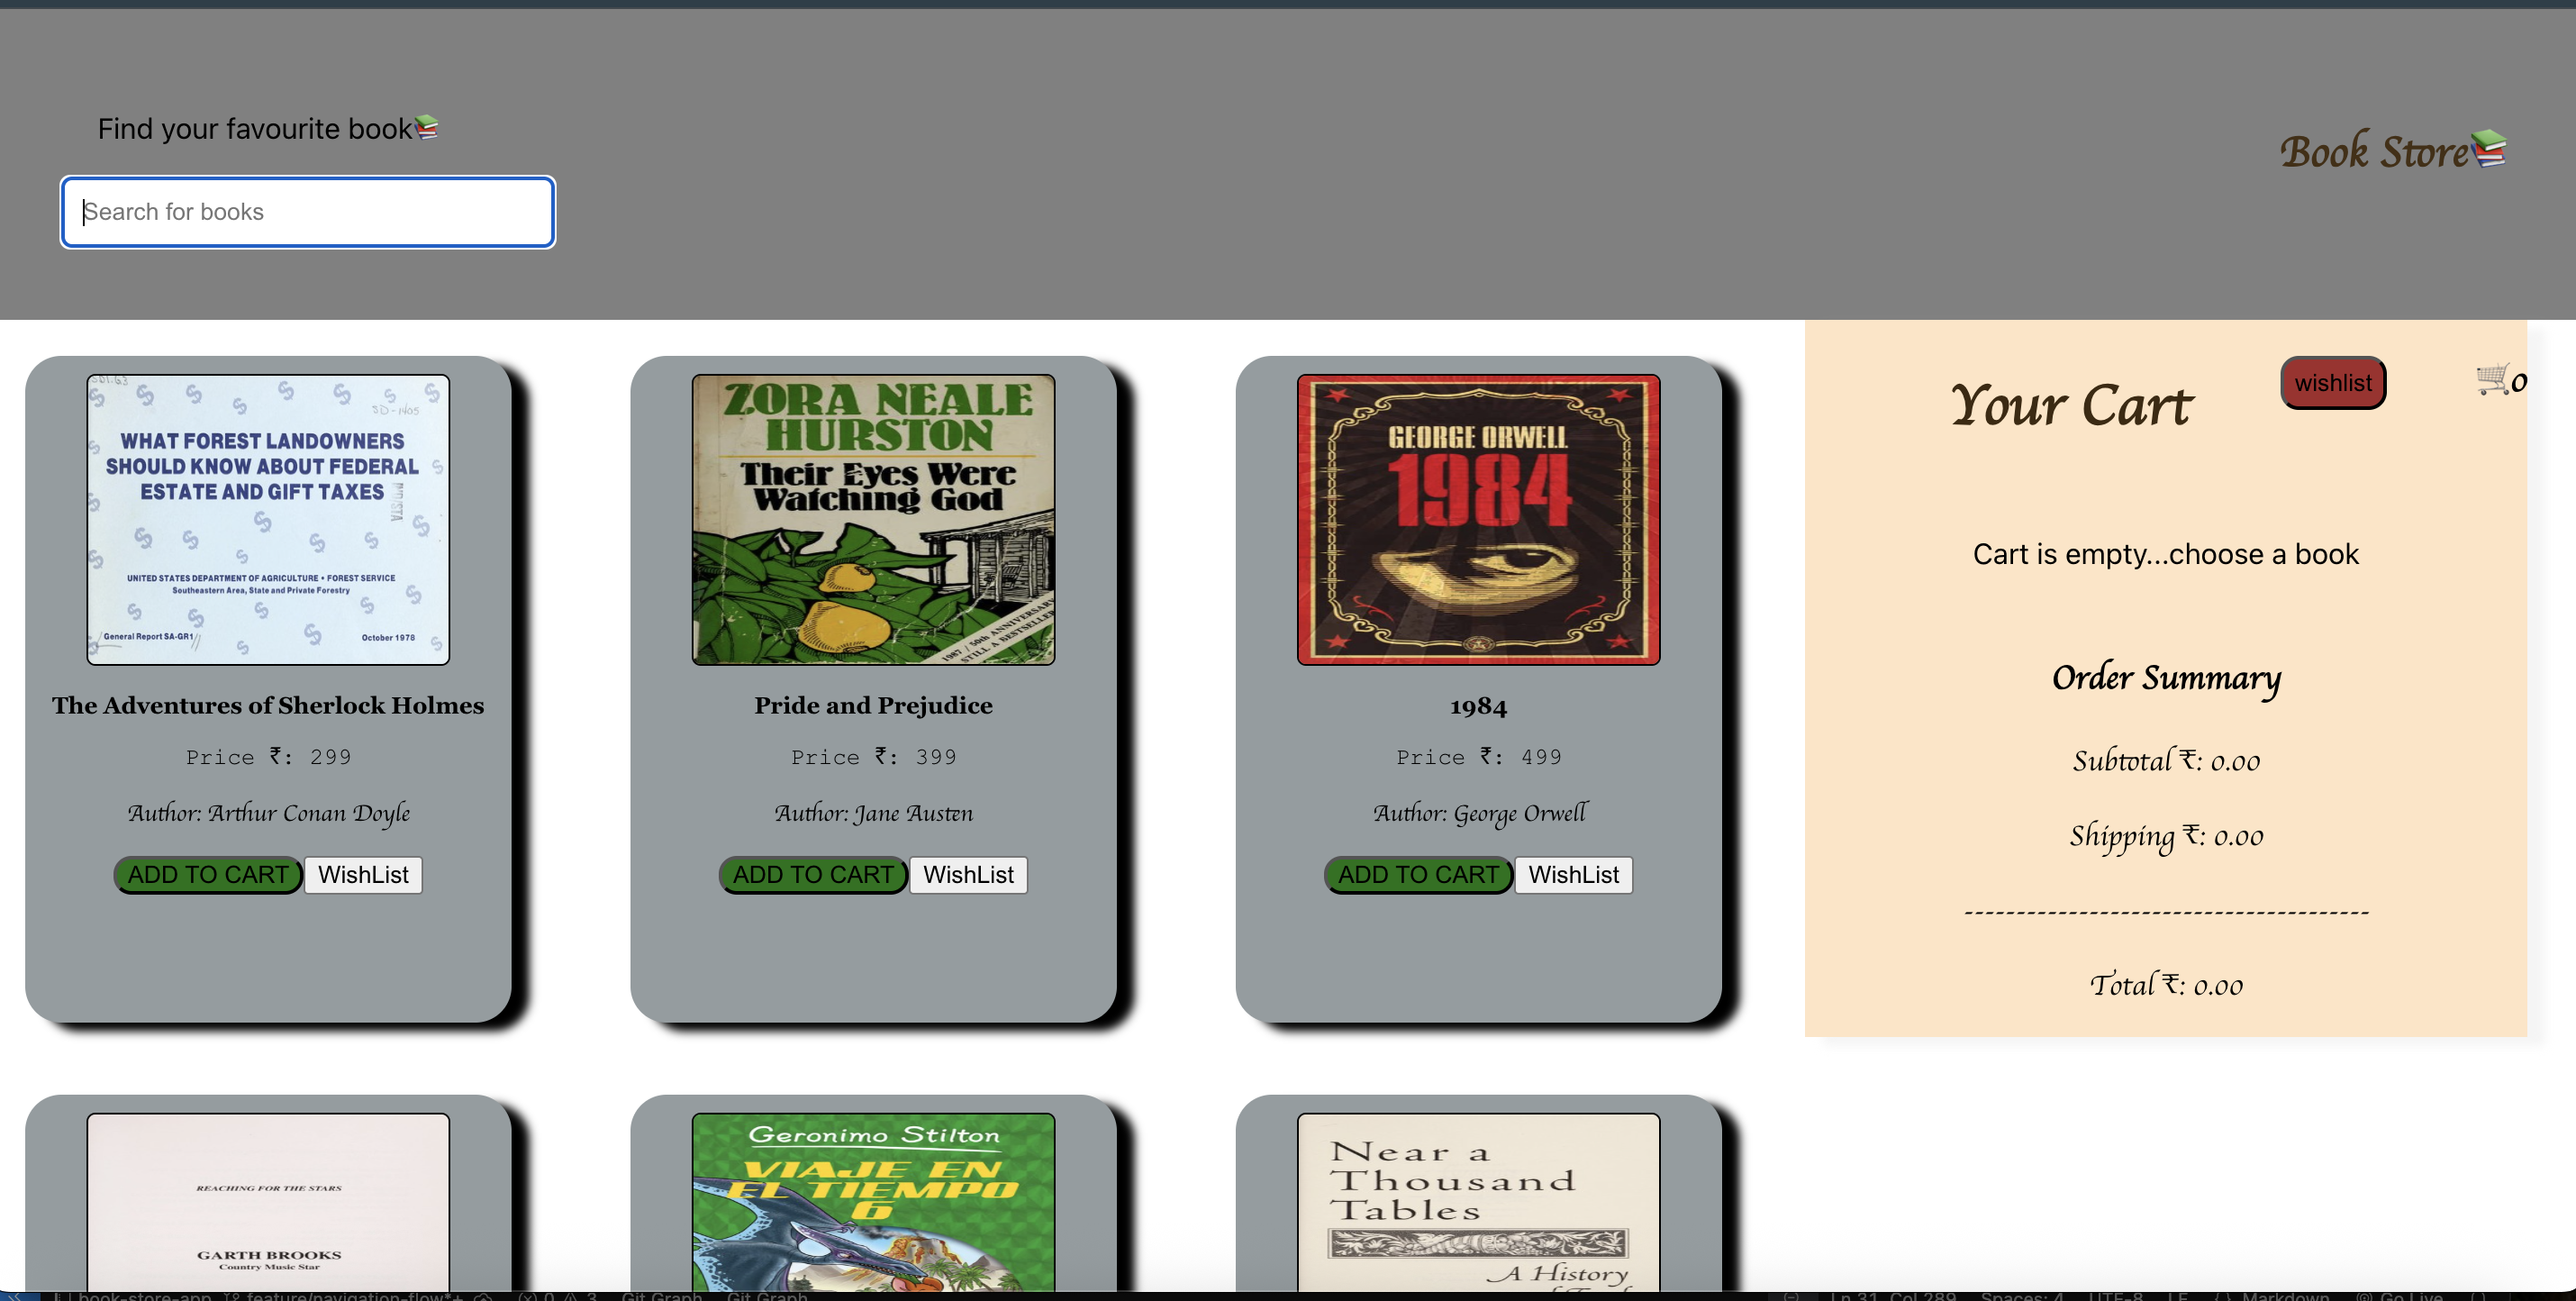 Find your favourite book
Book Store
Search for books
WHAT FOREST LANDOWNERS
SHOULD KNOW ABOUT FEDERAL
ESTATE AND GIFT TAXES
UNITED STATES DEPARTMENT OF AGRICULTURE • FOREST SERVICE
Southeastern Area, State and Private Forestry
General Report SA-GR1
October 1978
The Adventures of Sherlock Holmes
Price ₹: 299
Author: Arthur Conan Doyle
ADD TO CART
WishList
ZORA NEALE
HURSTON
Their Eyes Were
Watching God
1987 / 50th ANNIVERSARY
STILL A BESTSELLER
Pride and Prejudice
Price ₹: 399
Author: Jane Austen
ADD TO CART
WishList
GEORGE ORWELL
1984
1984
Price ₹: 499
Author: George Orwell
ADD TO CART
WishList
Your Cart
wishlist
0
Cart is empty...choose a book
Order Summary
Subtotal ₹: 0.00
Shipping ₹: 0.00
---------------------------------------
Total ₹: 0.00
REACHING FOR THE STARS
GARTH BROOKS
Country Music Star
Geronimo Stilton
VIAJE EN
EL TIEMPO
6
Near a
Thousand
Tables
A History
book-store-app
feature/navigation-flow*+
0
3
Git Graph
Git Graph
Ln 31, Col 289
Spaces: 4
UTF-8
LF
Markdown
Go Live